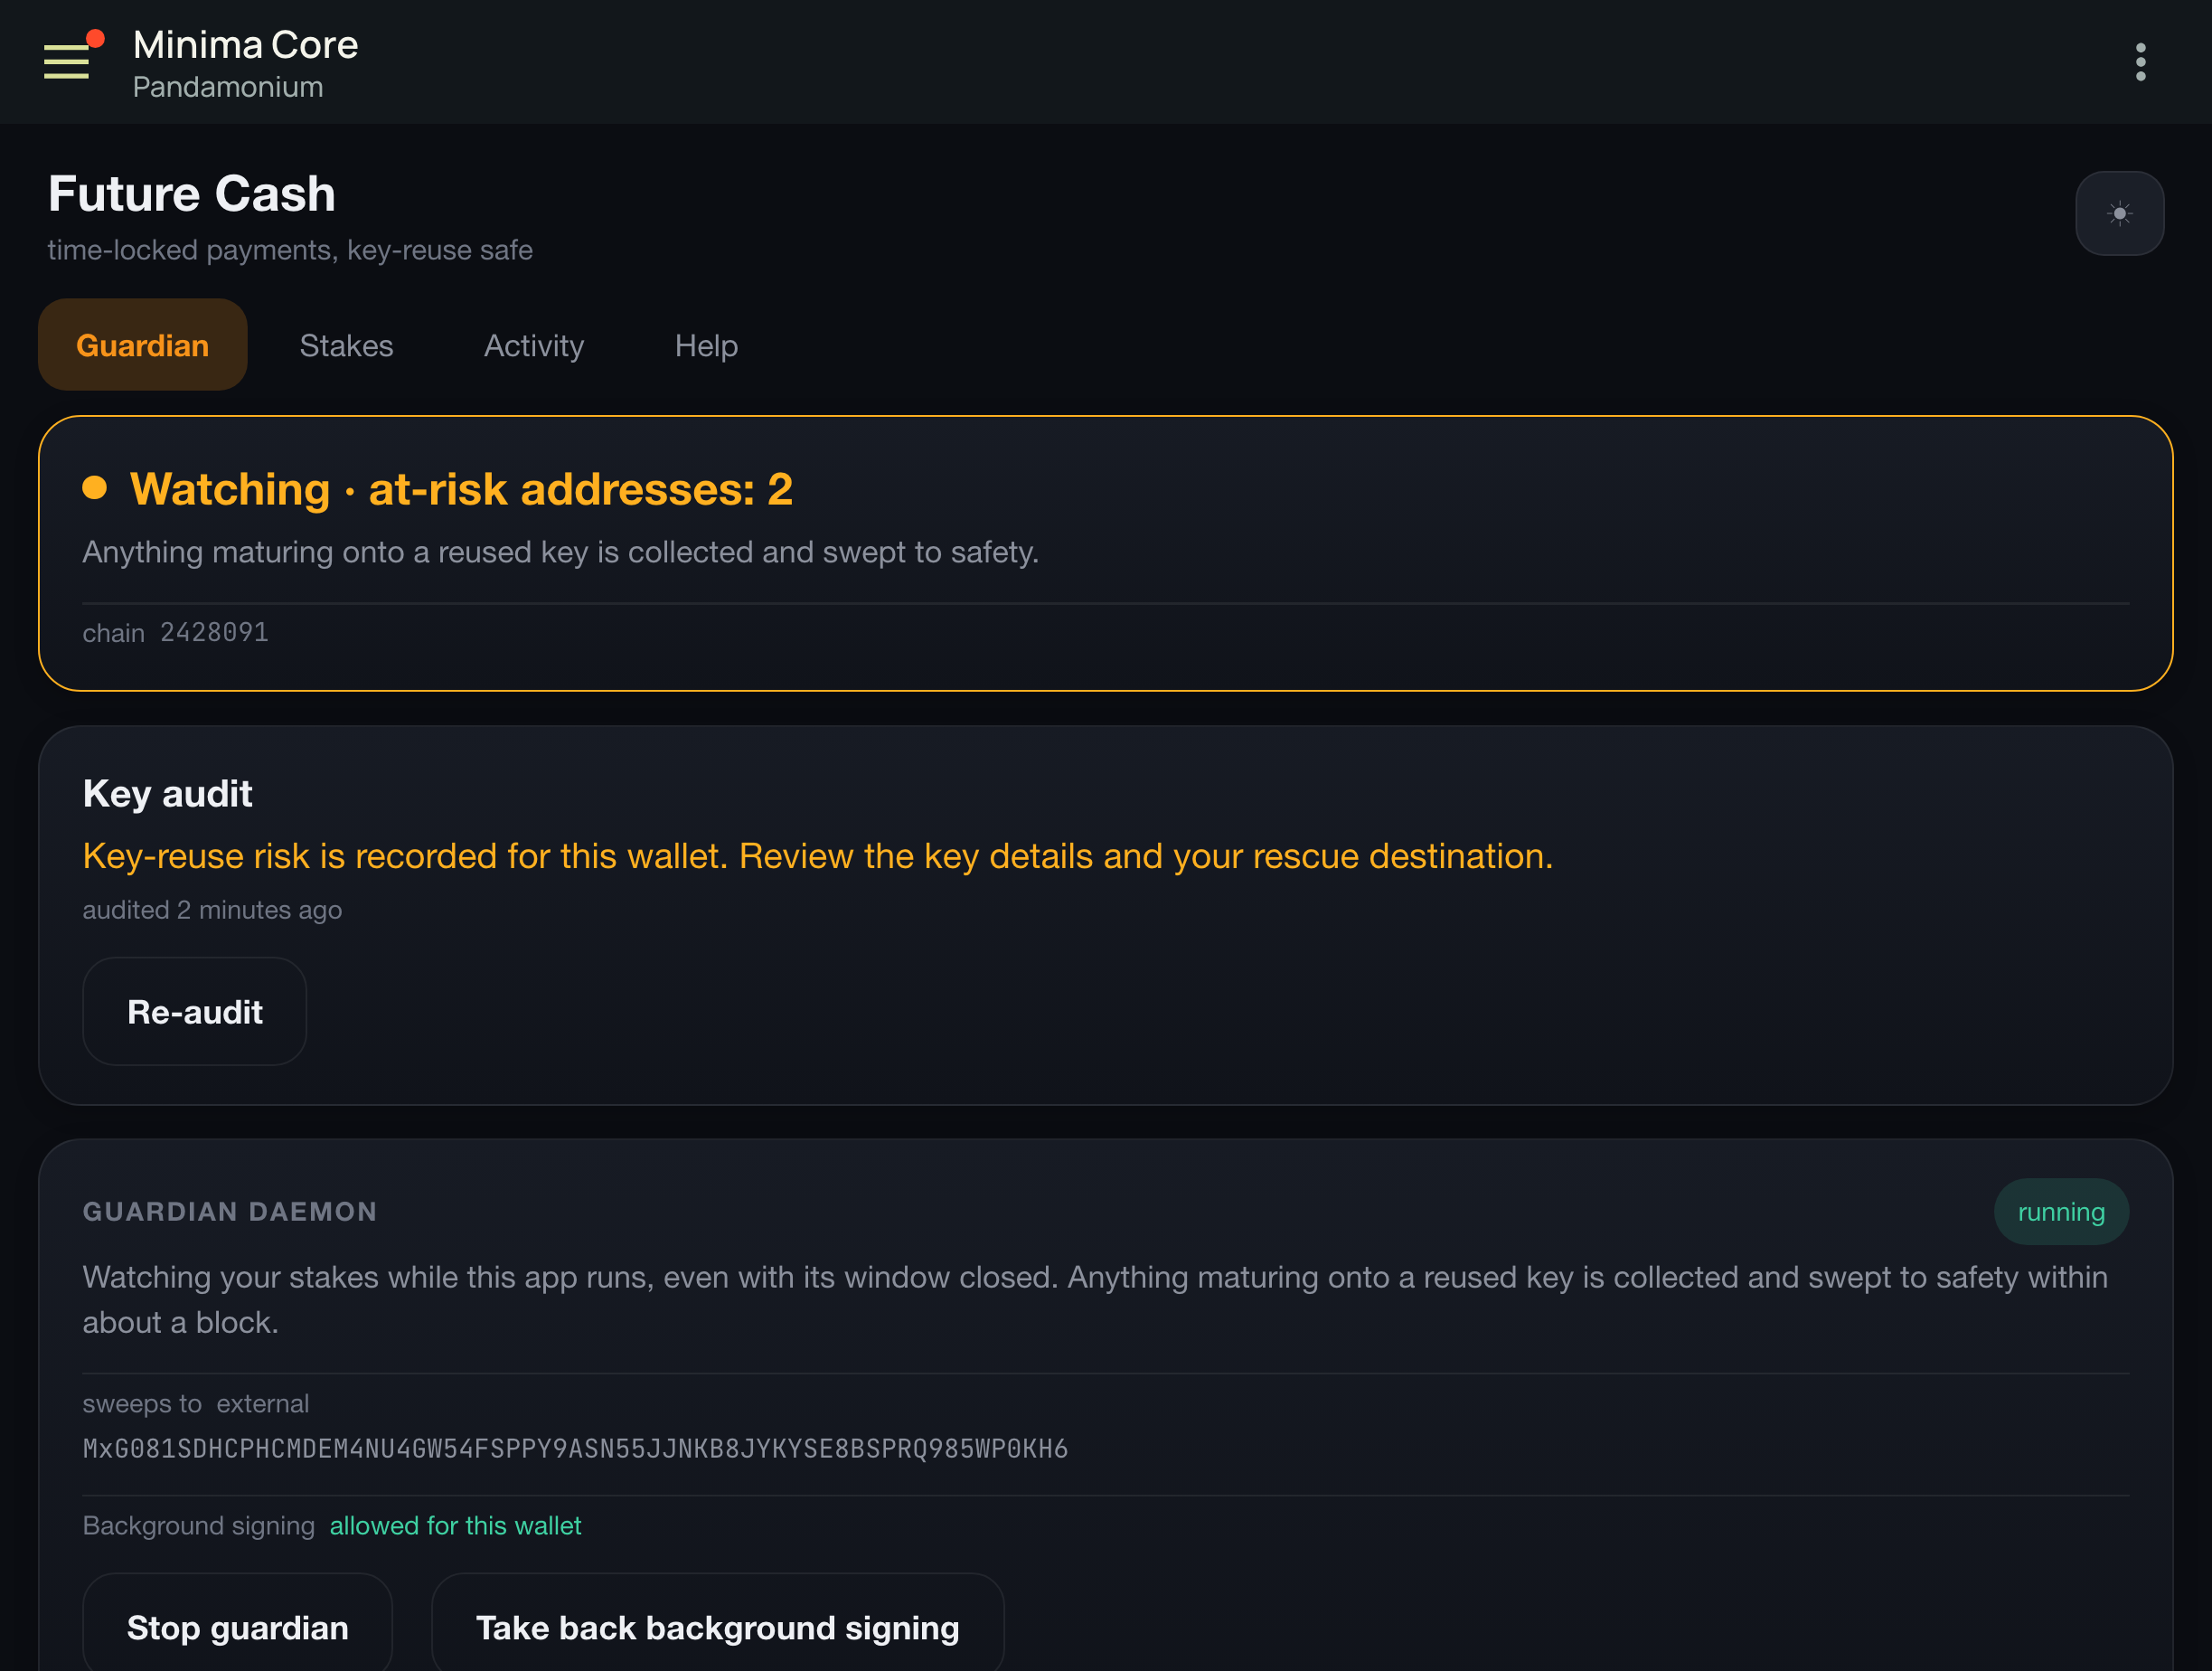 Minima Core
Pandamonium
Future Cash
time-locked payments, key-reuse safe
Guardian
Stakes
Activity
Help
Watching · at-risk addresses: 2
Anything maturing onto a reused key is collected and swept to safety.
chain 2428091
Key audit
Key-reuse risk is recorded for this wallet. Review the key details and your rescue destination.
audited 2 minutes ago
Re-audit
GUARDIAN DAEMON
running
Watching your stakes while this app runs, even with its window closed. Anything maturing onto a reused key is collected and swept to safety within
about a block.
sweeps to external
MxG081SDHCPHCMDEM4NU4GW54FSPPY9ASN55JJNKB8JYKYSE8BSPRQ985WP0KH6
Background signing allowed for this wallet
Stop guardian
Take back background signing